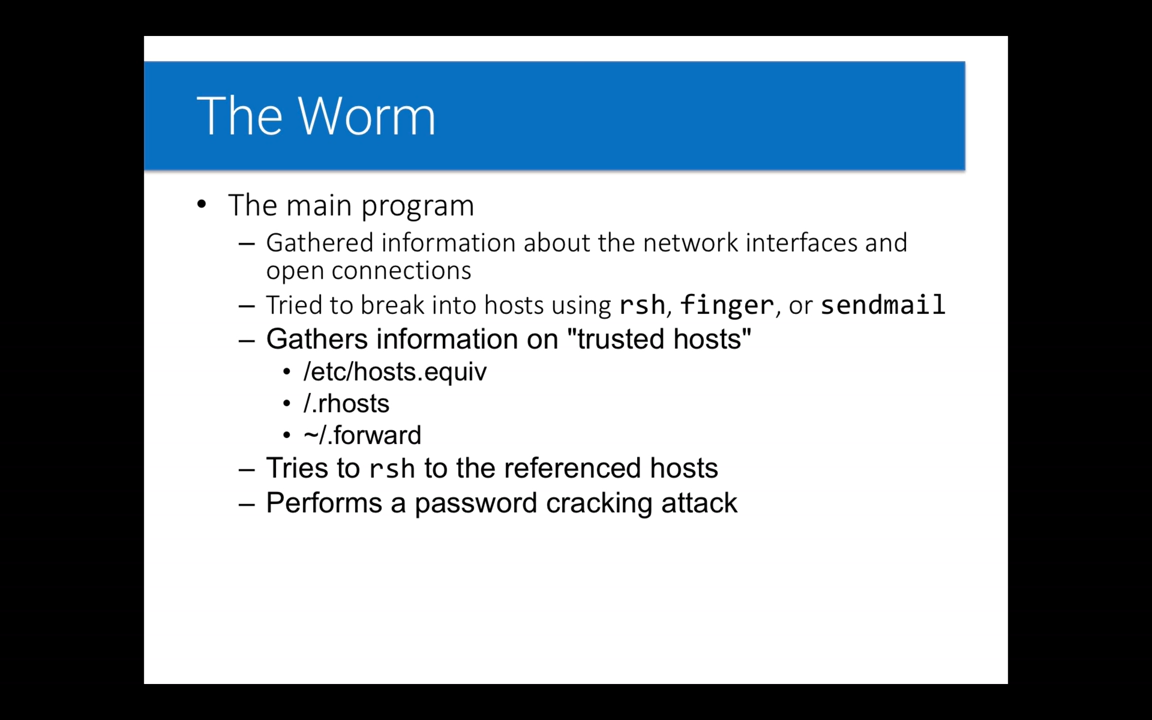 The Worm
• The main program
– Gathered information about the network interfaces and
open connections
– Tried to break into hosts using rsh, finger, or sendmail
– Gathers information on "trusted hosts"
• /etc/hosts.equiv
• /.rhosts
• ~/.forward
– Tries to rsh to the referenced hosts
– Performs a password cracking attack